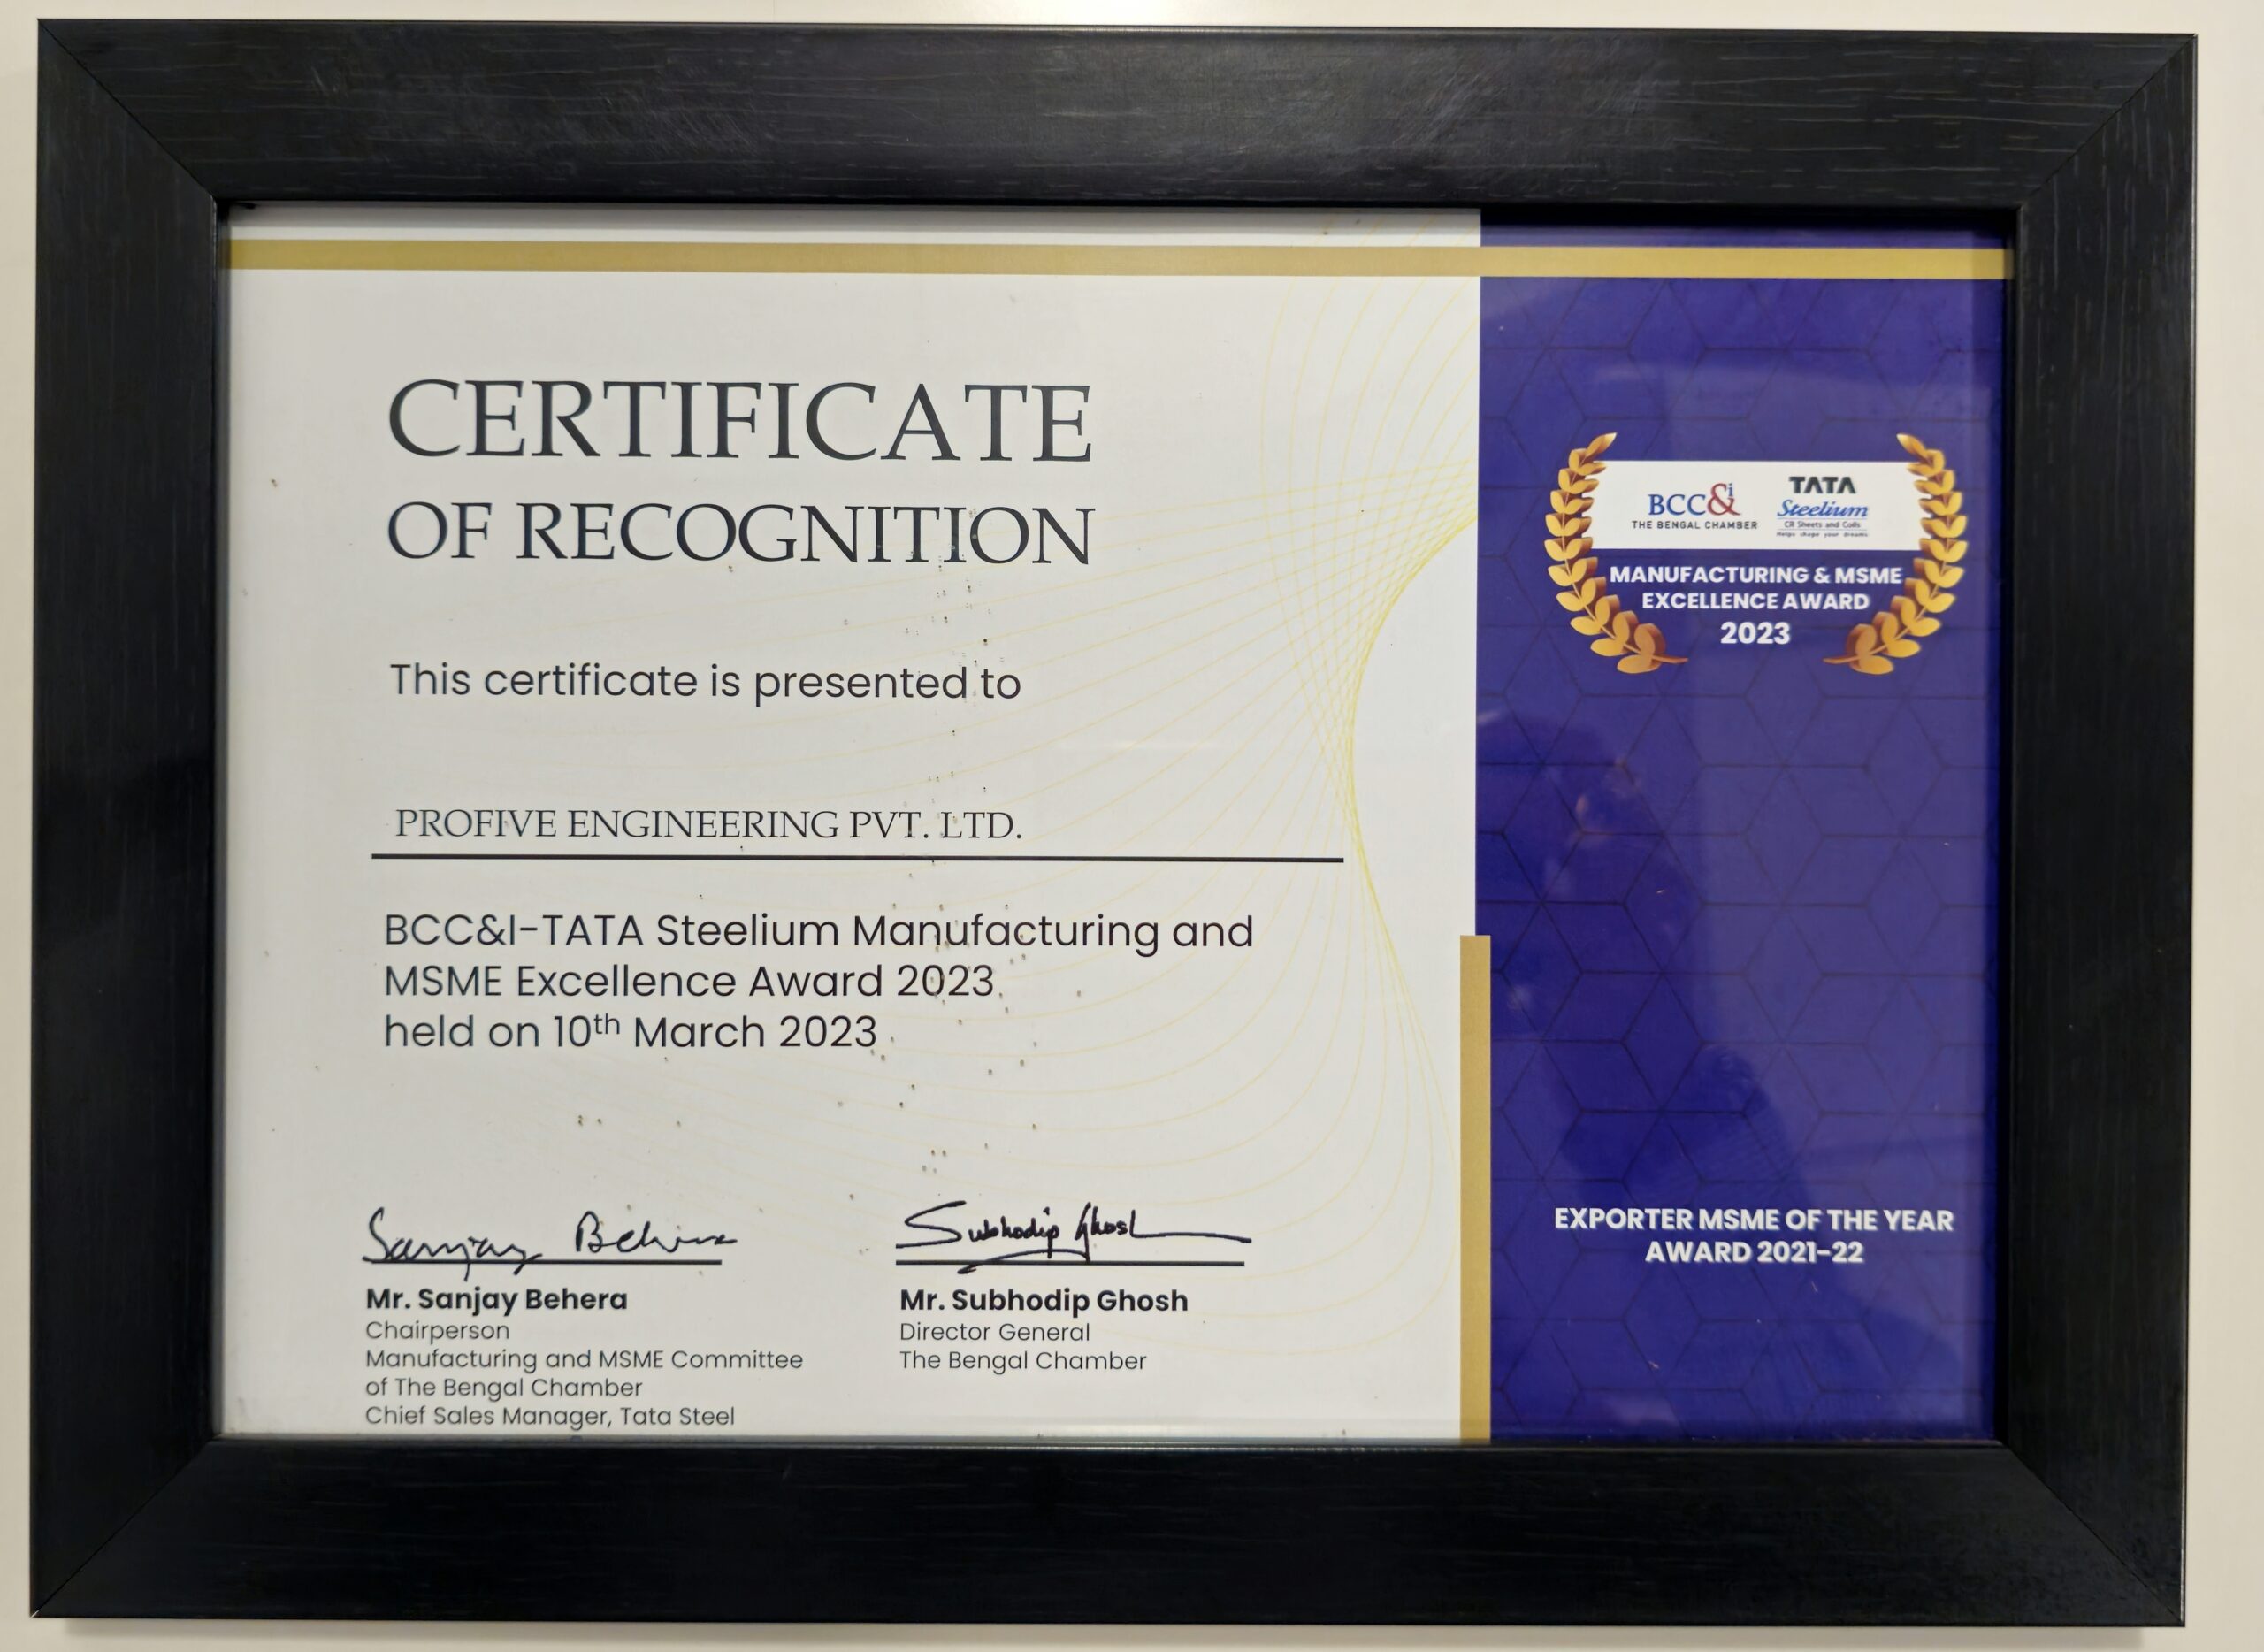 CERTIFICATE
OF RECOGNITION
This certificate is presented to
PROFIVE ENGINEERING PVT. LTD.
BCC&I-TATA Steelium Manufacturing and
MSME Excellence Award 2023
held on 10th March 2023
Sanjay Behera
Mr. Sanjay Behera
Chairperson
Manufacturing and MSME Committee
of The Bengal Chamber
Chief Sales Manager, Tata Steel
Subhodip Ghosh
Mr. Subhodip Ghosh
Director General
The Bengal Chamber
BCC&i
THE BENGAL CHAMBER
TATA
Steelium
CR Sheets and Coils
Helps shape your dreams
MANUFACTURING & MSME
EXCELLENCE AWARD
2023
EXPORTER MSME OF THE YEAR
AWARD 2021-22